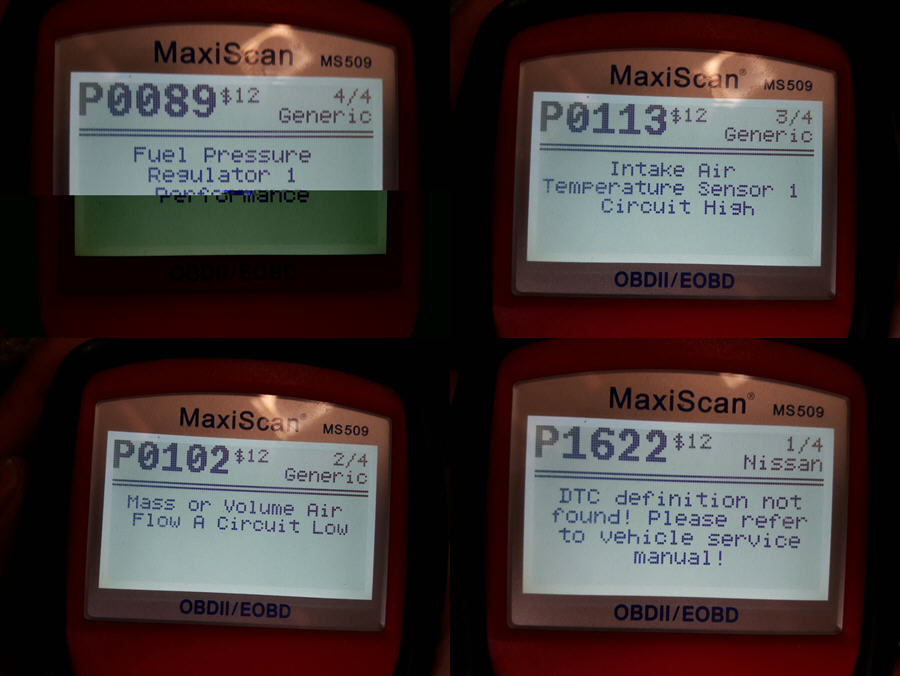 MaxiScan MS509
P0089 $12 4/4
Generic
Fuel Pressure
Regulator 1
Performance
OBDII/EOBD
MaxiScan® MS509
P0113 $12 3/4
Generic
Intake Air
Temperature Sensor 1
Circuit High
OBDII/EOBD
MaxiScan® MS509
P0102 $12 2/4
Generic
Mass or Volume Air
Flow A Circuit Low
OBDII/EOBD
MaxiScan® MS509
P1622 $12 1/4
Nissan
DTC definition not
found! Please refer
to vehicle service
manual!
OBDII/EOBD